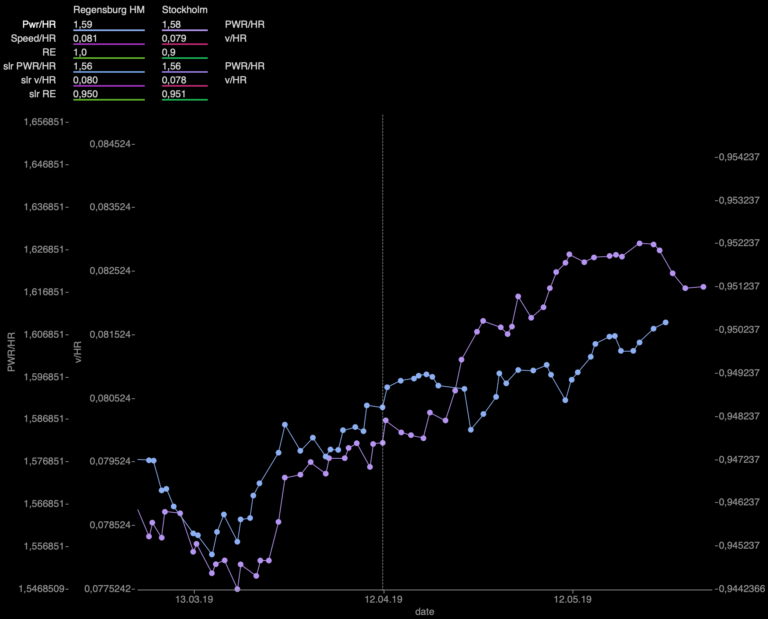 Regensburg HM Stockholm
Pwr/HR 1,59 1,58 PWR/HR
Speed/HR 0,081 0,079 v/HR
RE 1,0 0,9
slr PWR/HR 1,56 1,56 PWR/HR
slr v/HR 0,080 0,078 v/HR
slr RE 0,950 0,951
1,656851-
0,084524-
-0,954237
1,646851-
1,636851-
0,083524-
-0,953237
1,626851-
-0,952237
0,082524-
1,616851-
-0,951237
1,606851-
0,081524-
-0,950237
PWR/HR
v/HR
1,596851-
-0,949237
0,080524-
1,586851-
-0,948237
1,576851-
0,079524-
-0,947237
1,566851-
-0,946237
0,078524-
1,556851-
-0,945237
1,5468509-
0,0775242-
-0,9442366
13.03.19 12.04.19 12.05.19
date